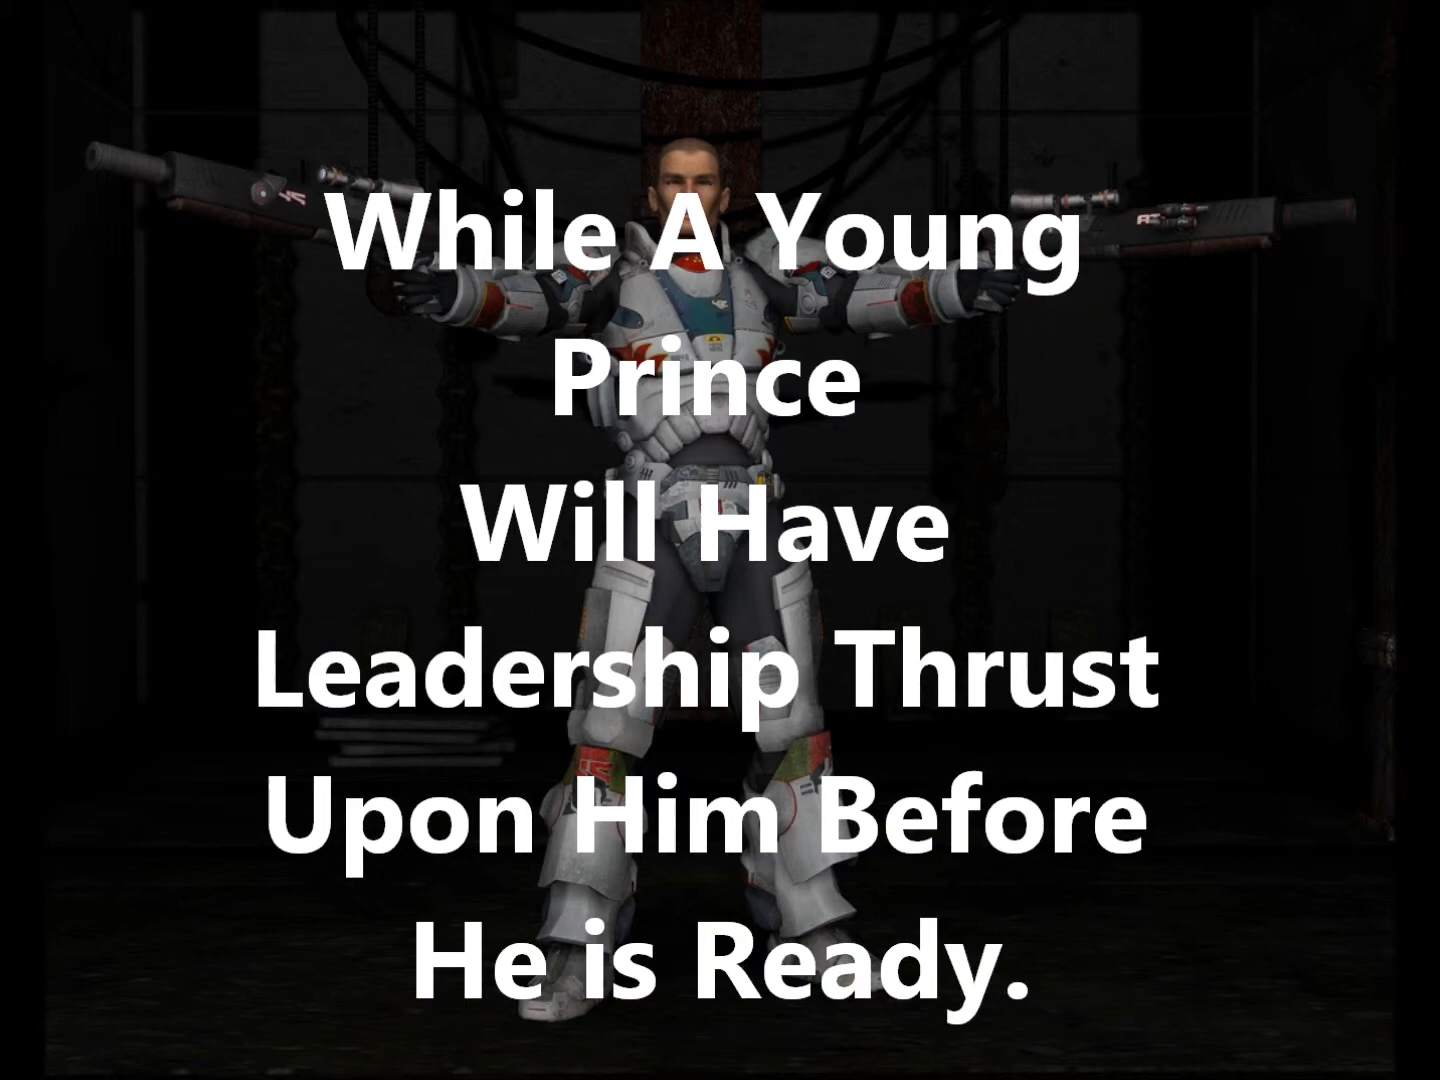 While A Young
Prince
Will Have
Leadership Thrust
Upon Him Before
He is Ready.